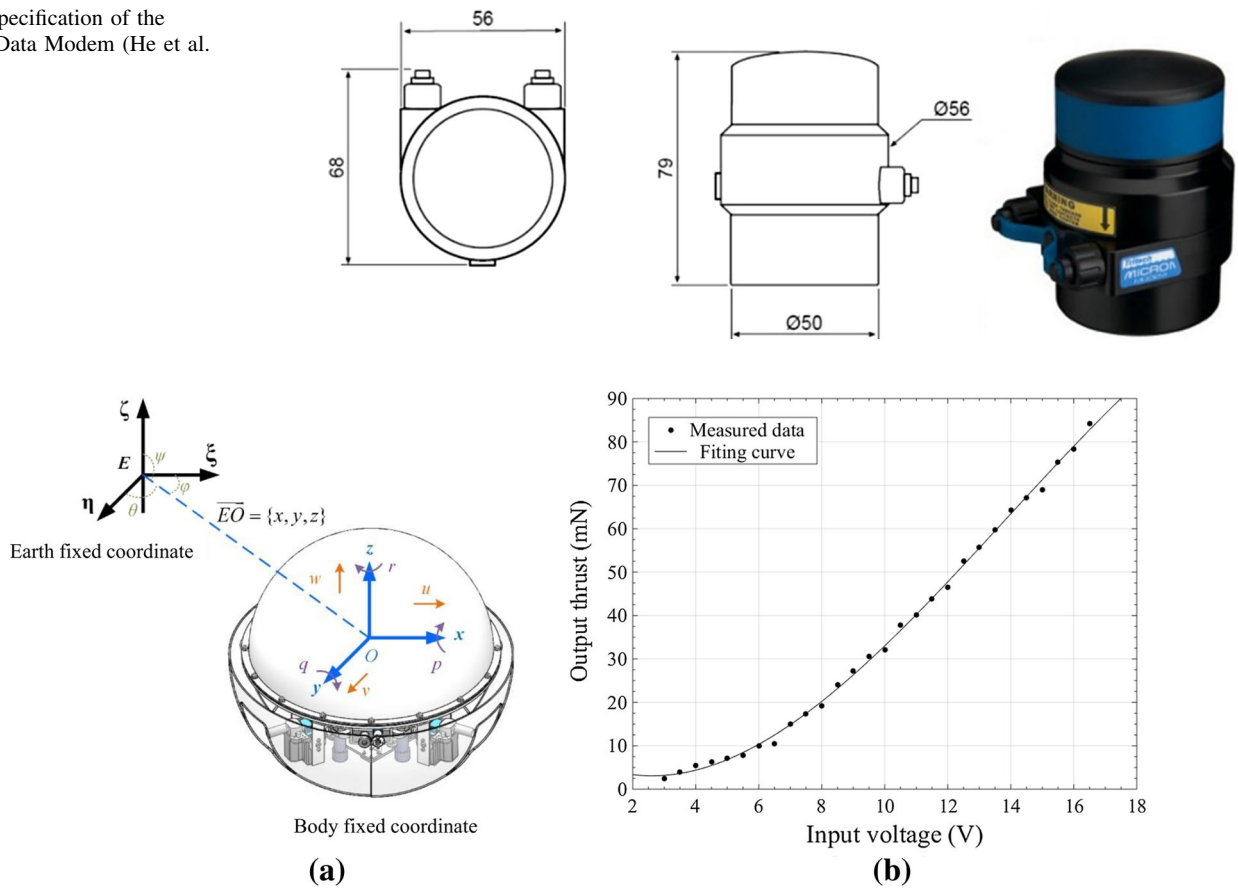 pecification of the
Data Modem (He et al.
56
68
79
Ø56
Ø50
MICRON
MODEM
ζ
E
ψ
ξ
φ
η
θ
EO = {x, y, z}
Earth fixed coordinate
z
r
w
u
x
O
p
q
y
v
Body fixed coordinate
(a)
90
80
70
60
50
40
30
20
10
0
2 4 6 8 10 12 14 16 18
Output thrust (mN)
Measured data
Fiting curve
Input voltage (V)
(b)